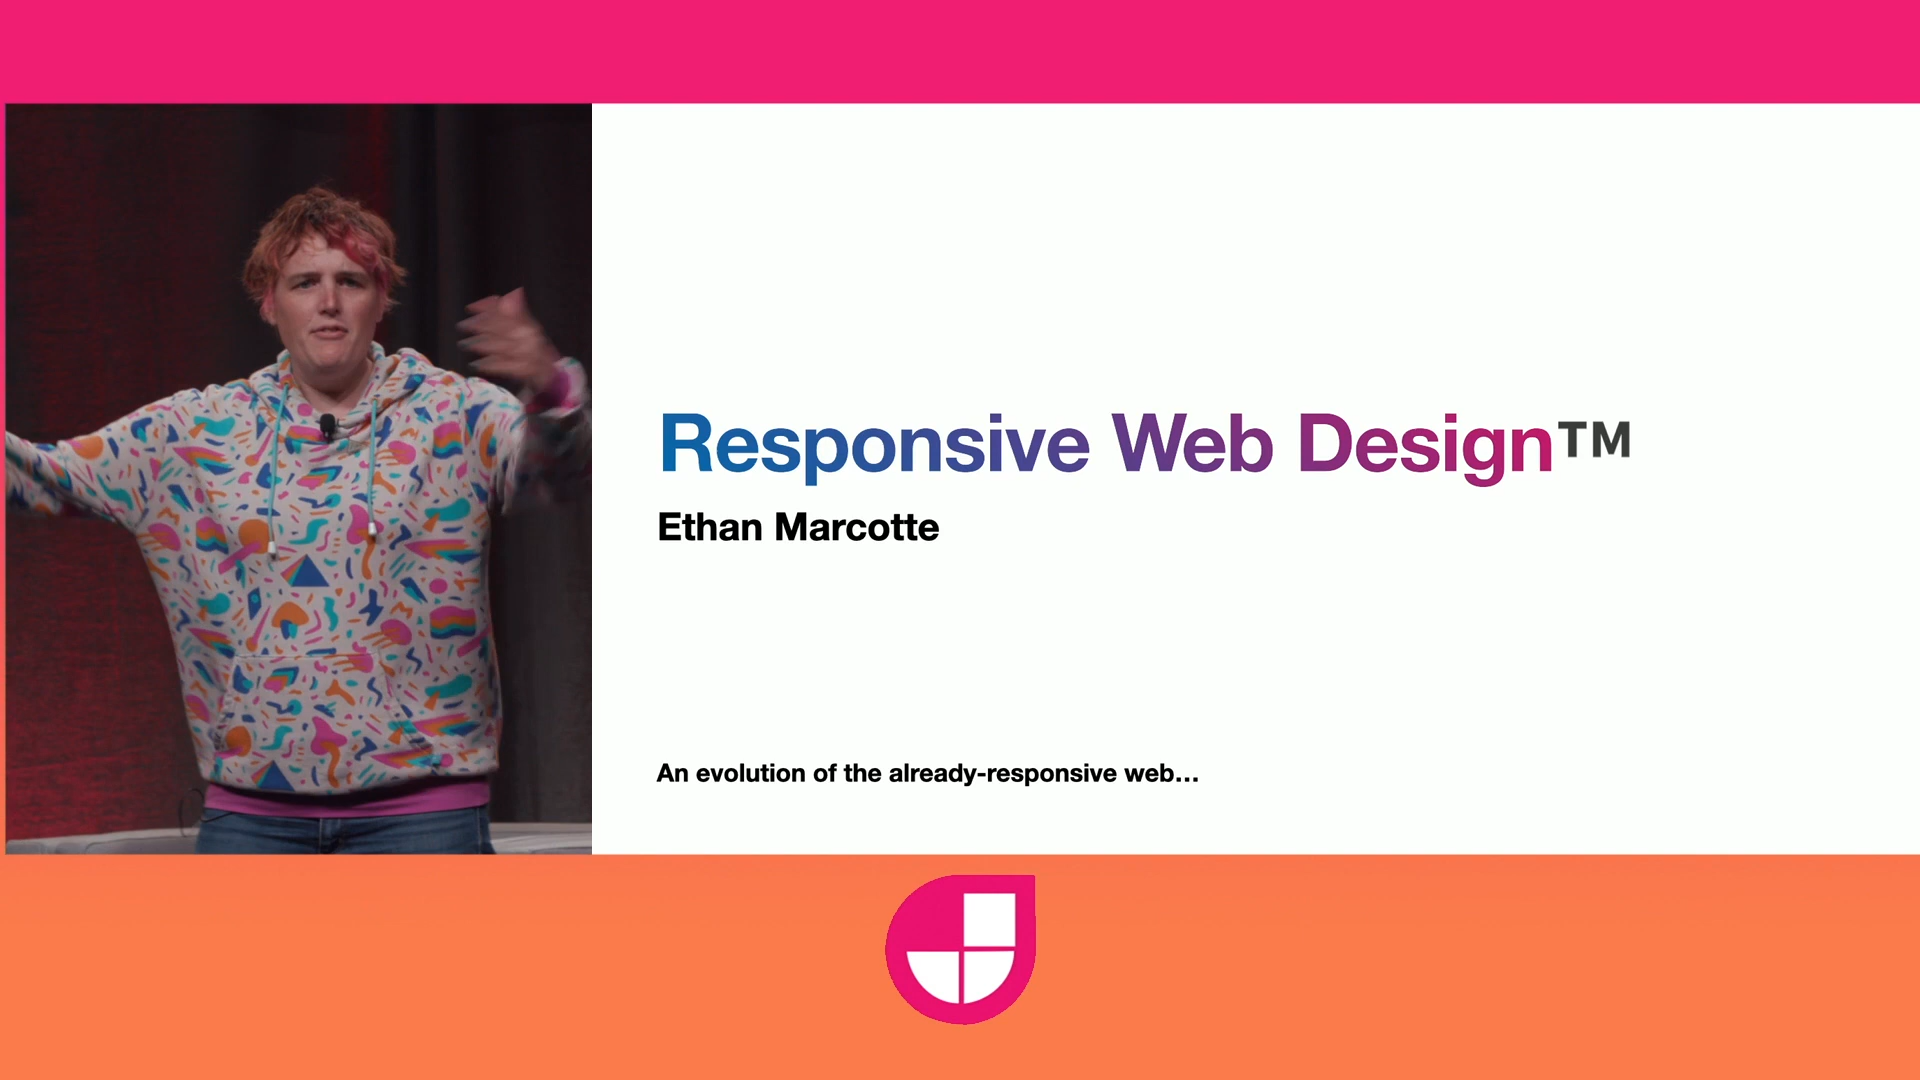 Responsive Web Design™
Ethan Marcotte
An evolution of the already-responsive web…